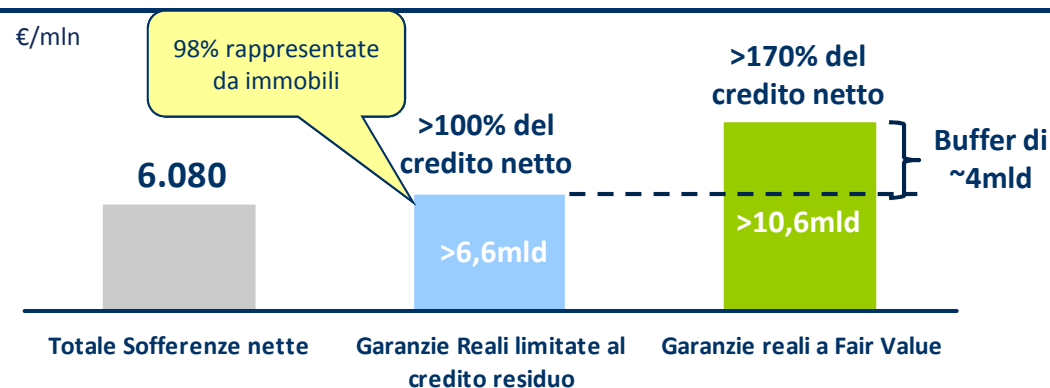 €/mln
98% rappresentate
da immobili
6.080
>100% del
credito netto
>6,6mld
>170% del
credito netto
>10,6mld
Buffer di
~4mld
Totale Sofferenze nette
Garanzie Reali limitate al
credito residuo
Garanzie reali a Fair Value